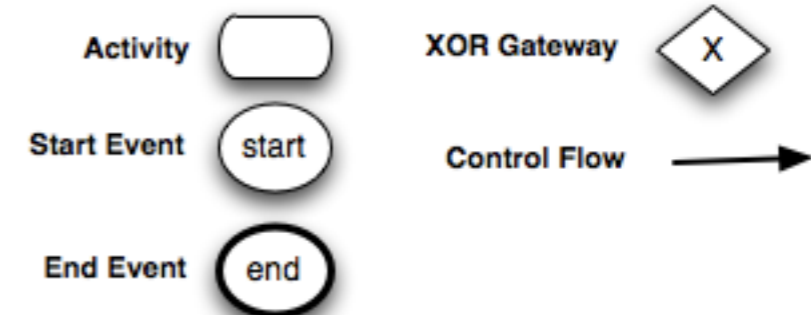 Activity
XOR Gateway
X
Start Event
start
Control Flow
End Event
end